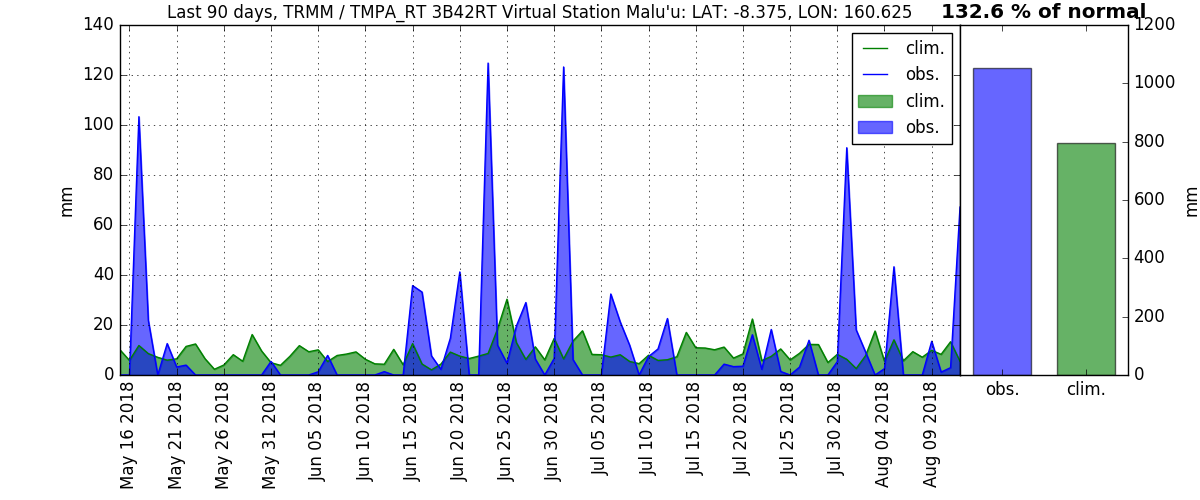 Last 90 days, TRMM / TMPA_RT 3B42RT Virtual Station Malu'u: LAT: -8.375, LON: 160.625
132.6 % of normal
140
120
100
80
60
40
20
0
mm
clim.
obs.
clim.
obs.
1200
1000
800
600
400
200
0
mm
May 16 2018
May 21 2018
May 26 2018
May 31 2018
Jun 05 2018
Jun 10 2018
Jun 15 2018
Jun 20 2018
Jun 25 2018
Jun 30 2018
Jul 05 2018
Jul 10 2018
Jul 15 2018
Jul 20 2018
Jul 25 2018
Jul 30 2018
Aug 04 2018
Aug 09 2018
obs.
clim.